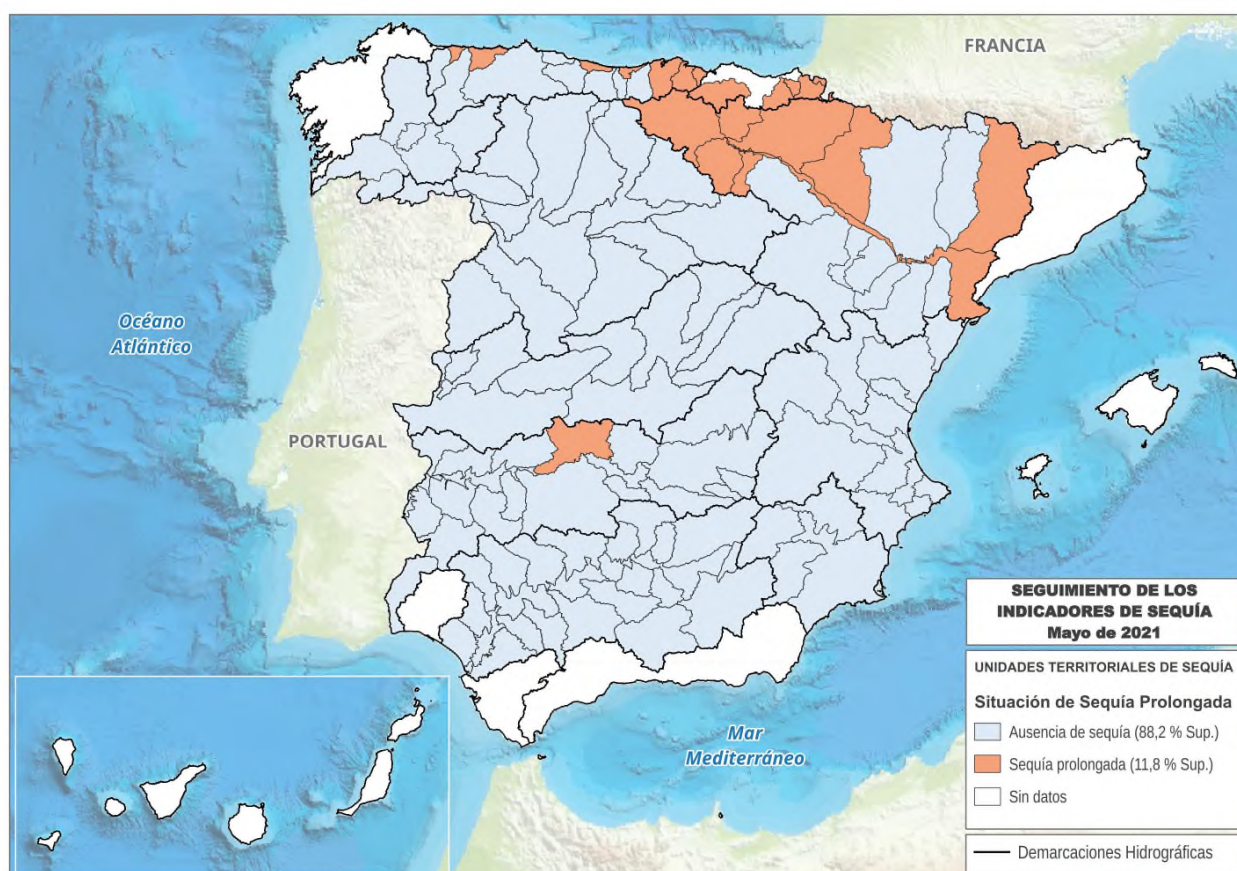 FRANCIA
Océano
Atlántico
PORTUGAL
Mar
Mediterráneo
SEGUIMIENTO DE LOS
INDICADORES DE SEQUÍA
Mayo de 2021
UNIDADES TERRITORIALES DE SEQUÍA
Situación de Sequía Prolongada
Ausencia de sequía (88,2 % Sup.)
Sequía prolongada (11,8 % Sup.)
Sin datos
Demarcaciones Hidrográficas